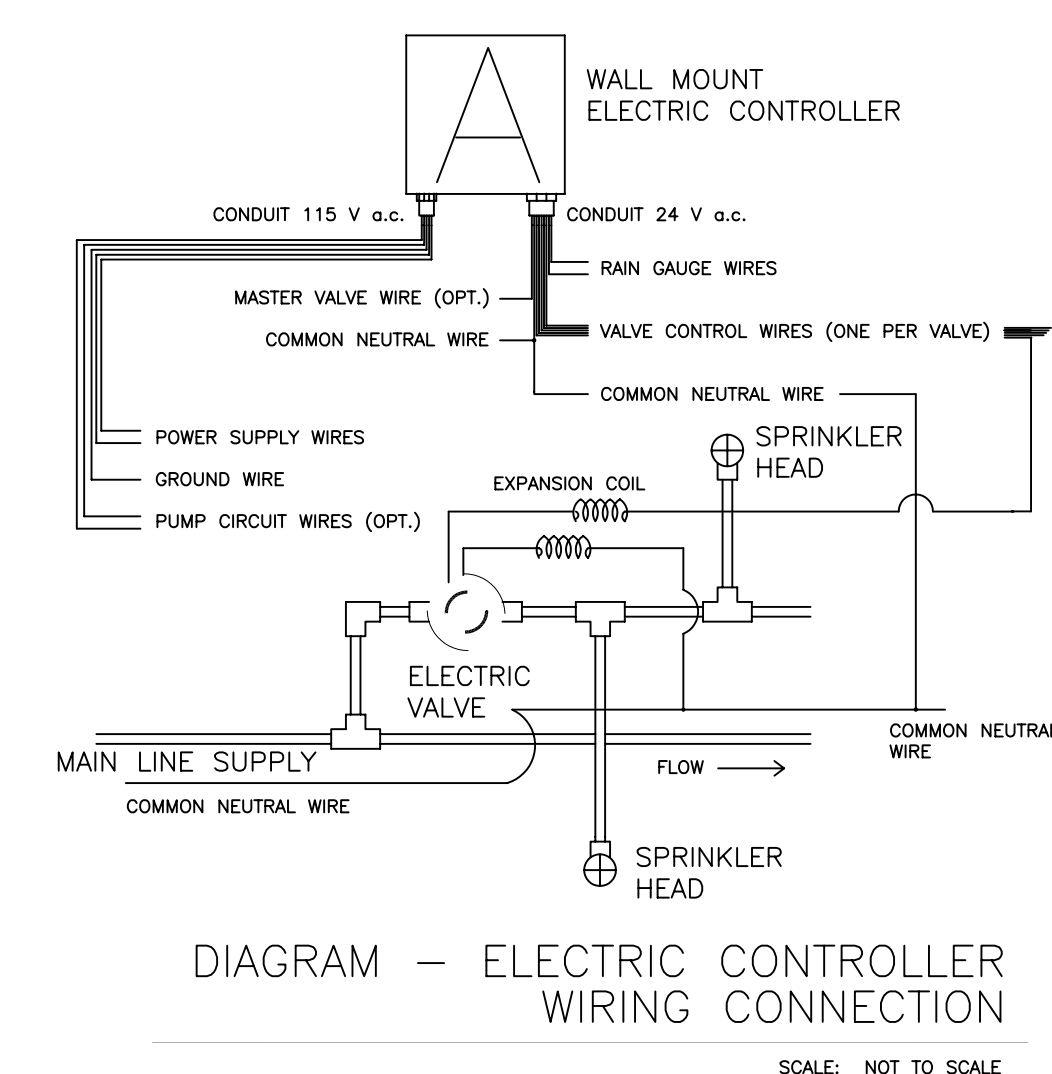 A
WALL MOUNT
ELECTRIC CONTROLLER
CONDUIT 115 V a.c.
CONDUIT 24 V a.c.
RAIN GAUGE WIRES
MASTER VALVE WIRE (OPT.)
VALVE CONTROL WIRES (ONE PER VALVE)
COMMON NEUTRAL WIRE
COMMON NEUTRAL WIRE
POWER SUPPLY WIRES
SPRINKLER
HEAD
GROUND WIRE
EXPANSION COIL
PUMP CIRCUIT WIRES (OPT.)
ELECTRIC
VALVE
COMMON NEUTRAL
WIRE
MAIN LINE SUPPLY
FLOW
COMMON NEUTRAL WIRE
SPRINKLER
HEAD
DIAGRAM – ELECTRIC CONTROLLER
WIRING CONNECTION
SCALE: NOT TO SCALE